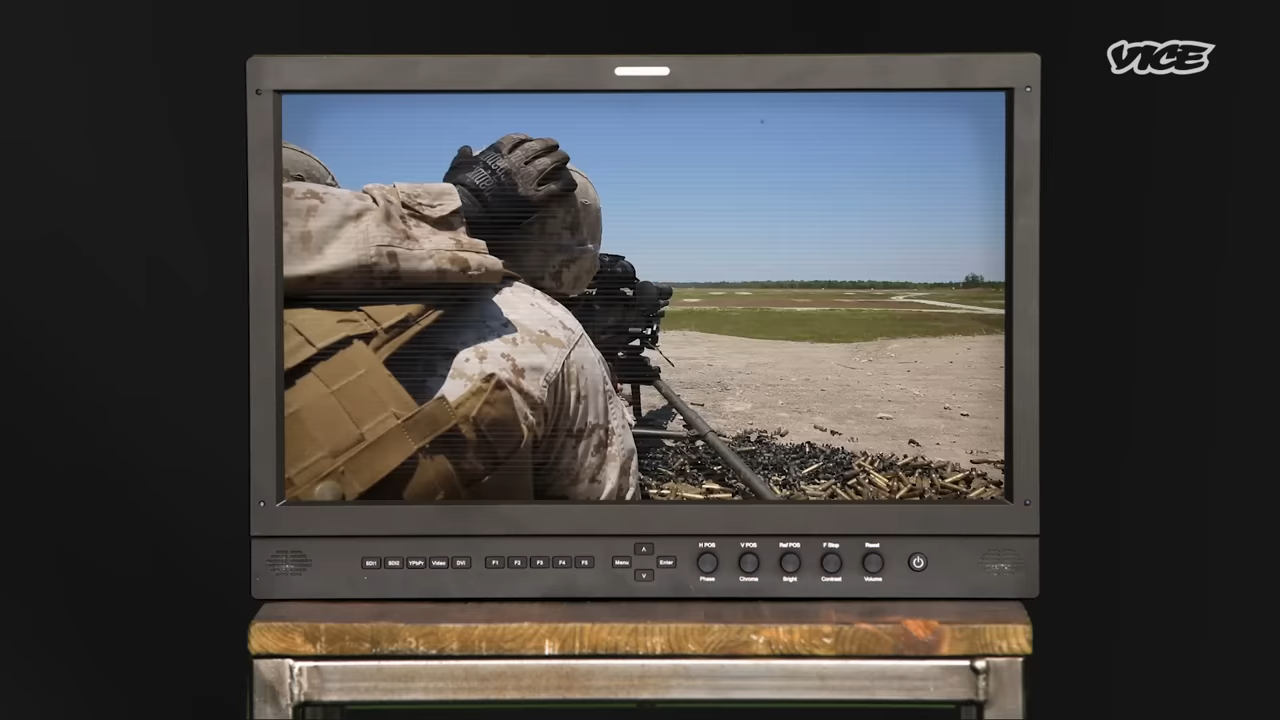 VICE
H POS
V POS
Ref POS
F Stop
Reset
SDI1
SDI2
YPbPr
Video
DVI
F1
F2
F3
F4
F5
Menu
Enter
Phase
Chroma
Bright
Contrast
Volume